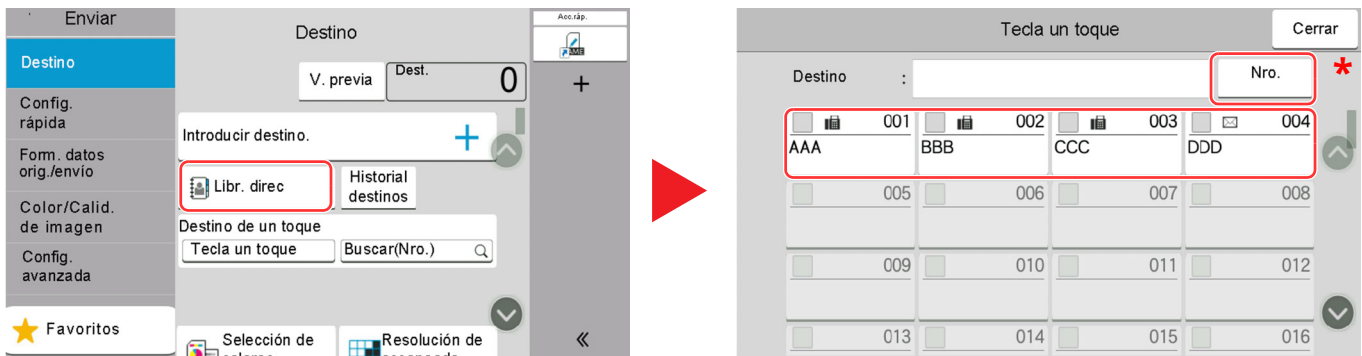 Enviar
Destino
Config.
rápida
Form. datos
orig./envío
Color/Calid.
de imagen
Config.
avanzada
Favoritos
Destino
V. previa
Dest.
0
Introducir destino.
Libr. direc
Historial
destinos
Destino de un toque
Tecla un toque
Buscar(Nro.)
Selección de
Resolución de
Acc.ráp.
Tecla un toque
Cerrar
Destino :
Nro.
*
001 002 003 004
AAA BBB CCC DDD
005 006 007 008
009 010 011 012
013 014 015 016